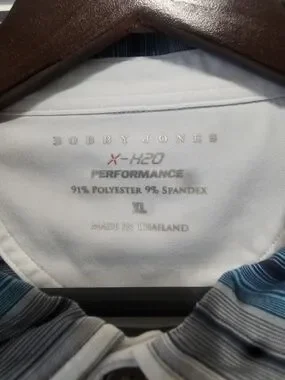 BOBBY JONES
X-H2O
PERFORMANCE
91% POLYESTER 9% SPANDEX
XL
MADE IN THAILAND